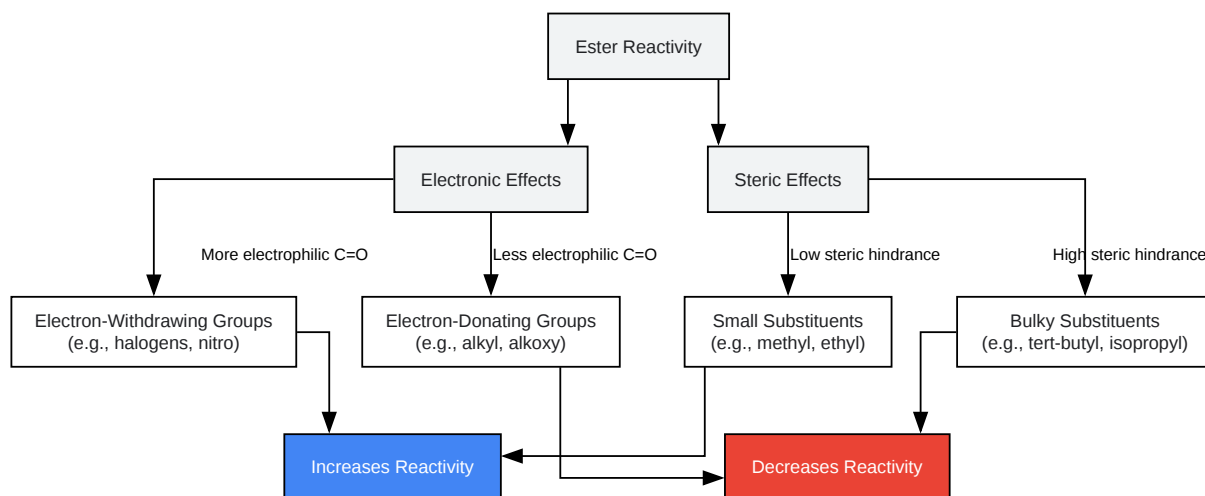 Ester Reactivity
Electronic Effects
Steric Effects
More electrophilic C=O
Less electrophilic C=O
Low steric hindrance
High steric hindrance
Electron-Withdrawing Groups
(e.g., halogens, nitro)
Electron-Donating Groups
(e.g., alkyl, alkoxy)
Small Substituents
(e.g., methyl, ethyl)
Bulky Substituents
(e.g., tert-butyl, isopropyl)
Increases Reactivity
Decreases Reactivity